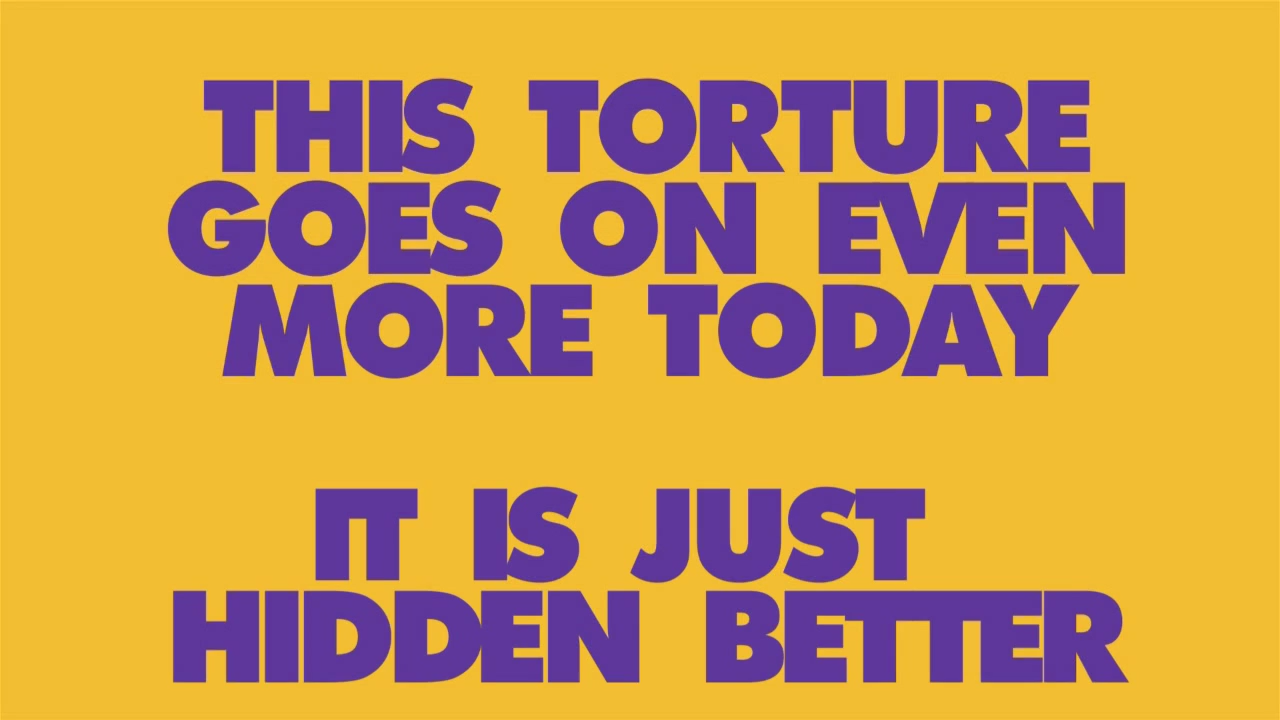 THIS TORTURE
GOES ON EVEN
MORE TODAY
IT IS JUST
HIDDEN BETTER